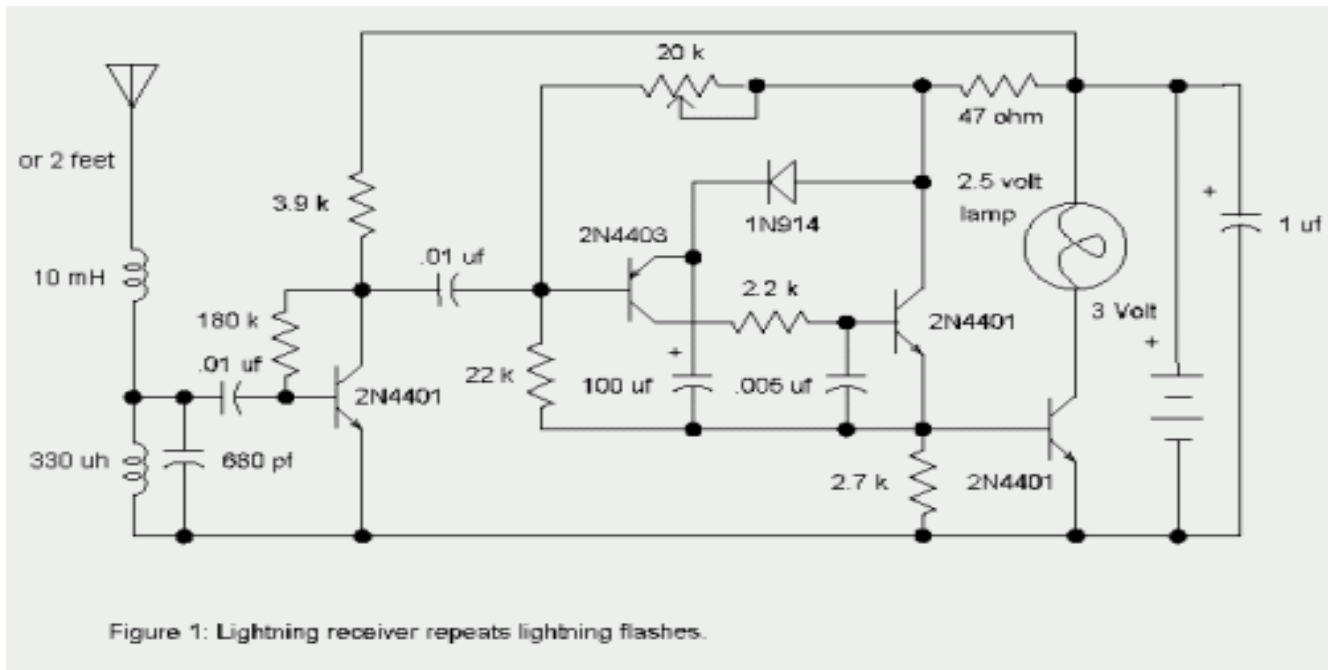 20 k
47 ohm
or 2 feet
3.9 k
1N914
2.5 volt
lamp
+
1 uf
2N4403
.01 uf
10 mH
2.2 k
180 k
2N4401
3 Volt
+
.01 uf
22 k
+
100 uf
.005 uf
2N4401
330 uh
680 pf
2.7 k
2N4401
Figure 1: Lightning receiver repeats lightning flashes.